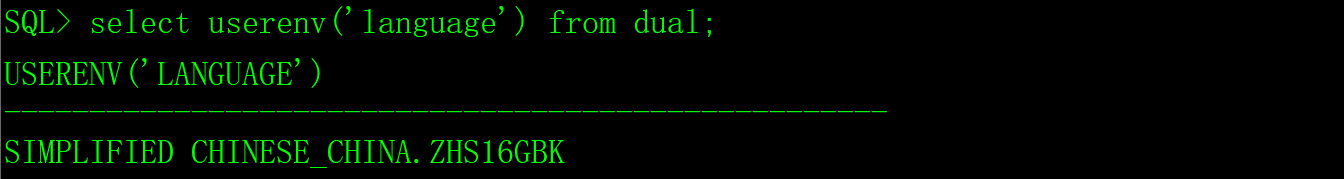 SQL> select userenv('language') from dual;
USERENV('LANGUAGE')
----------------------------------------------------
SIMPLIFIED CHINESE_CHINA.ZHS16GBK